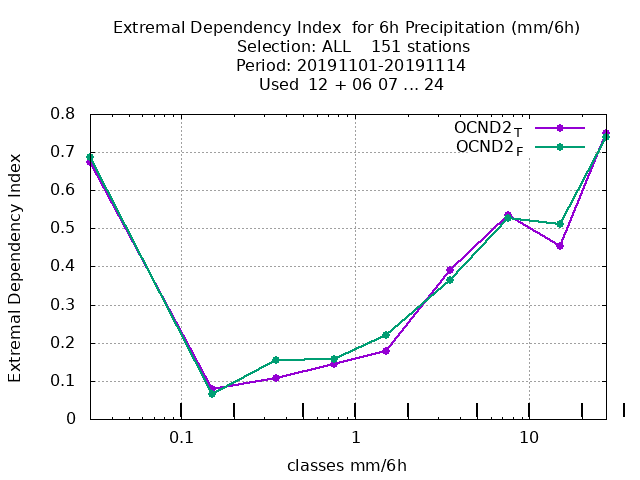 Extremal Dependency Index  for 6h Precipitation (mm/6h)
Selection: ALL    151 stations
Period: 20191101-20191114
Used  12 + 06 07 ... 24
OCND2T
OCND2F
0.8
0.7
0.6
0.5
0.4
0.3
0.2
0.1
0
Extremal Dependency Index
0.1 1 10
classes mm/6h